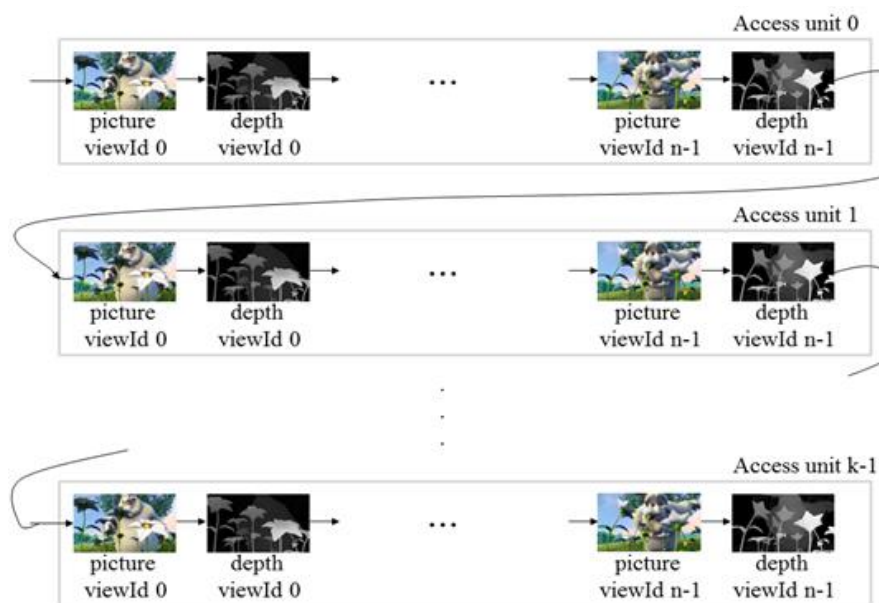 Access unit 0
...
picture depth picture depth
viewId 0 viewId 0 viewId n-1 viewId n-1
Access unit 1
...
picture depth picture depth
viewId 0 viewId 0 viewId n-1 viewId n-1
.
.
.
Access unit k-1
...
picture depth picture depth
viewId 0 viewId 0 viewId n-1 viewId n-1